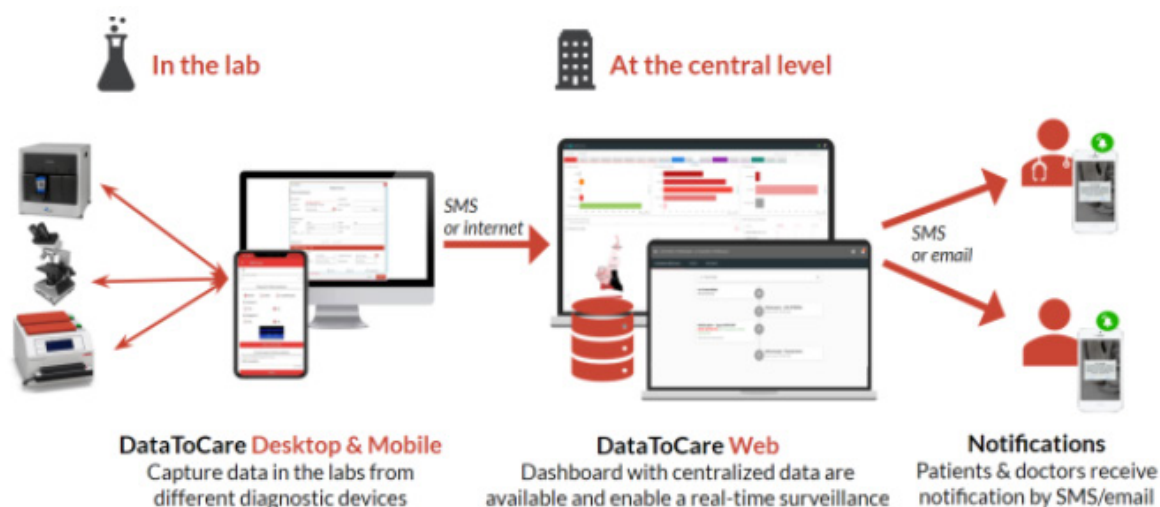 In the lab
At the central level
SMS
or internet
SMS
or email
DataToCare Desktop & Mobile
Capture data in the labs from
different diagnostic devices
DataToCare Web
Dashboard with centralized data are
available and enable a real-time surveillance
Notifications
Patients & doctors receive
notification by SMS/email